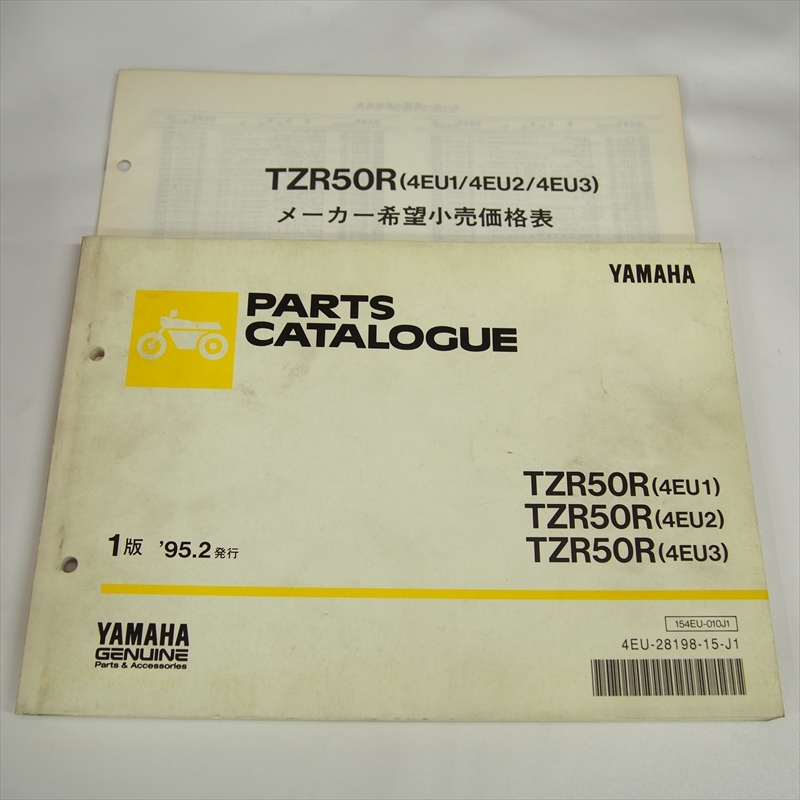 TZR50R(4EU1/4EU2/4EU3)
メーカー希望小売価格表
YAMAHA
PARTS
CATALOGUE
TZR50R(4EU1)
TZR50R(4EU2)
TZR50R(4EU3)
1版 '95.2発行
154EU-010J1
4EU-28198-15-J1
YAMAHA
GENUINE
Parts & Accessories